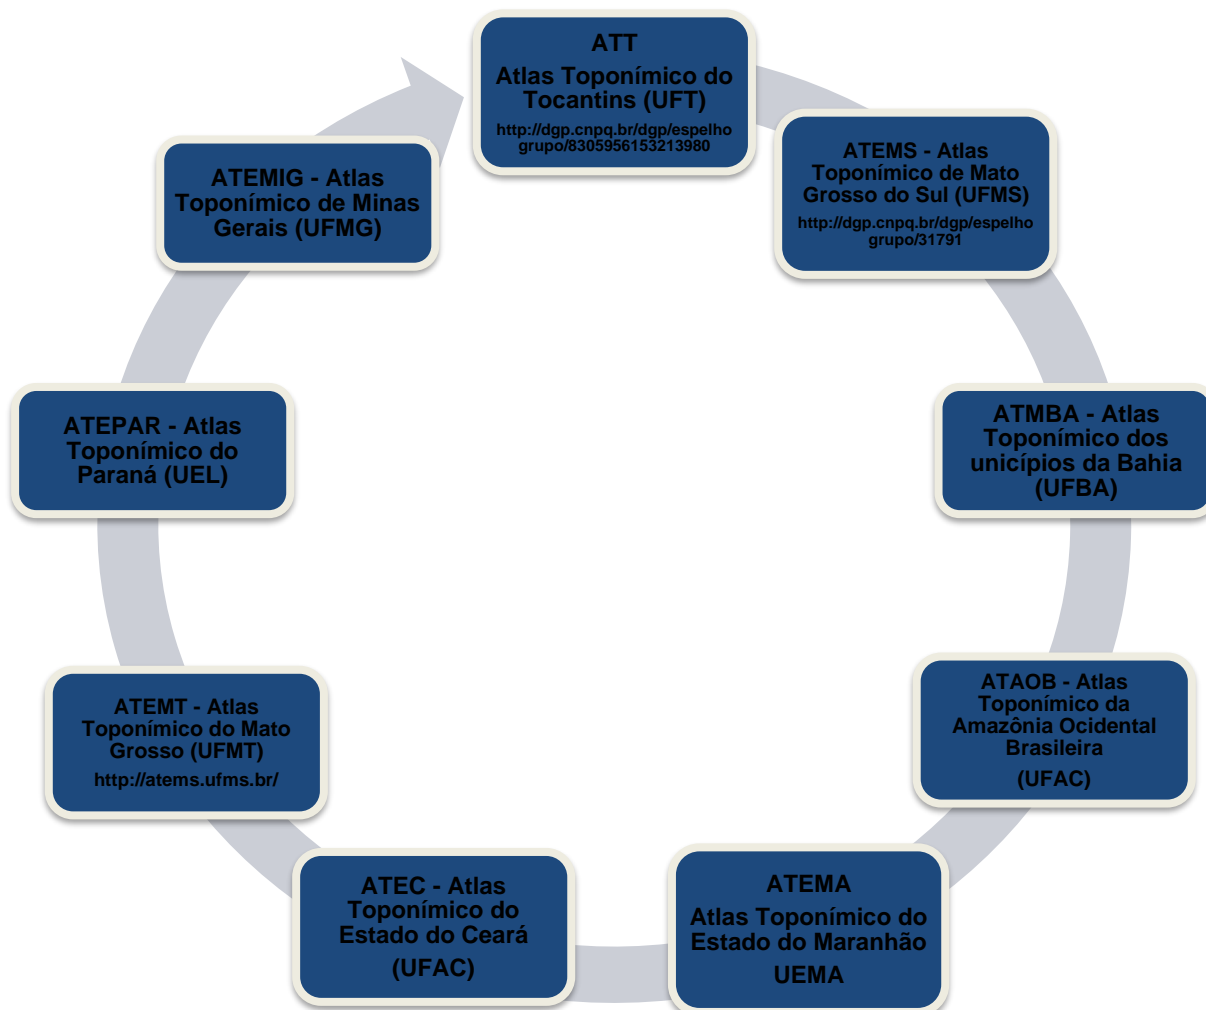 ATT
Atlas Toponímico do
Tocantins (UFT)
http://dgp.cnpq.br/dgp/espelho
grupo/8305956153213980
ATEMS - Atlas
Toponímico de Mato
Grosso do Sul (UFMS)
http://dgp.cnpq.br/dgp/espelho
grupo/31791
ATMBA - Atlas
Toponímico dos
unicípios da Bahia
(UFBA)
ATAOB - Atlas
Toponímico da
Amazônia Ocidental
Brasileira
(UFAC)
ATEMA
Atlas Toponímico do
Estado do Maranhão
UEMA
ATEC - Atlas
Toponímico do
Estado do Ceará
(UFAC)
ATEMT - Atlas
Toponímico do Mato
Grosso (UFMT)
http://atems.ufms.br/
ATEPAR - Atlas
Toponímico do
Paraná (UEL)
ATEMIG - Atlas
Toponímico de Minas
Gerais (UFMG)